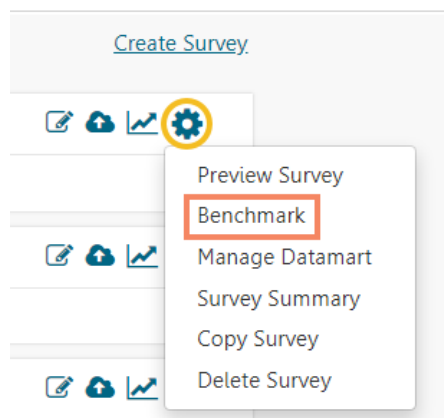 Create Survey
Preview Survey
Benchmark
Manage Datamart
Survey Summary
Copy Survey
Delete Survey